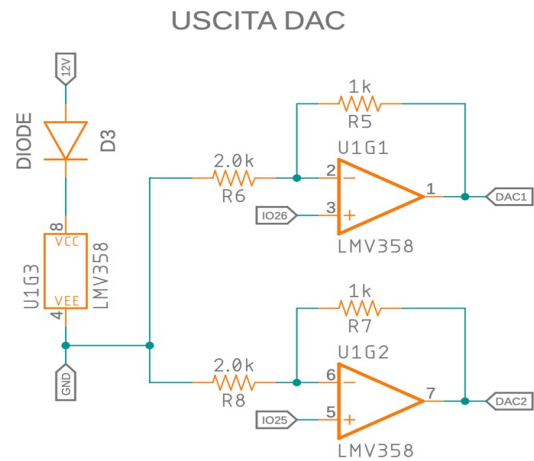 USCITA DAC
12V
DIODE
D3
8
VCC
U1G3
LMV358
VEE
4
GND
1k
R5
2.0k
R6
U1G1
2
3
1
IO26
DAC1
LMV358
1k
R7
2.0k
R8
U1G2
6
5
7
IO25
DAC2
LMV358